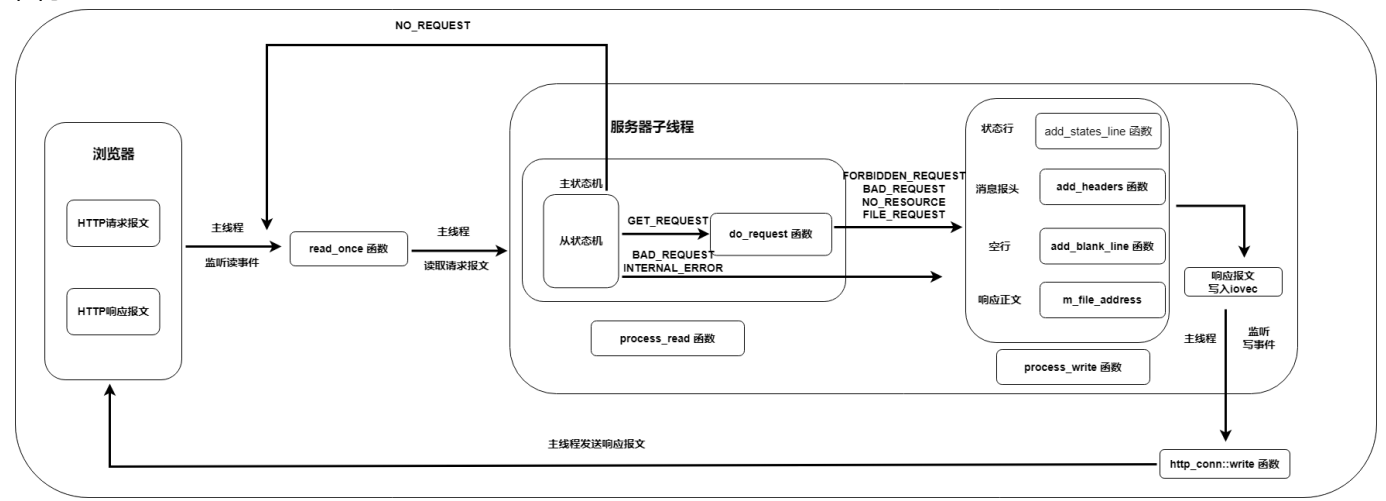 NO_REQUEST
浏览器
HTTP请求报文
HTTP响应报文
主线程
监听读事件
read_once 函数
主线程
读取请求报文
服务器子线程
主状态机
从状态机
GET_REQUEST
do_request 函数
BAD_REQUEST
INTERNAL_ERROR
process_read 函数
FORBIDDEN_REQUEST
BAD_REQUEST
NO_RESOURCE
FILE_REQUEST
状态行
add_states_line 函数
消息报头
add_headers 函数
空行
add_blank_line 函数
响应正文
m_file_address
process_write 函数
响应报文
写入iovec
主线程
监听
写事件
http_conn::write 函数
主线程发送响应报文